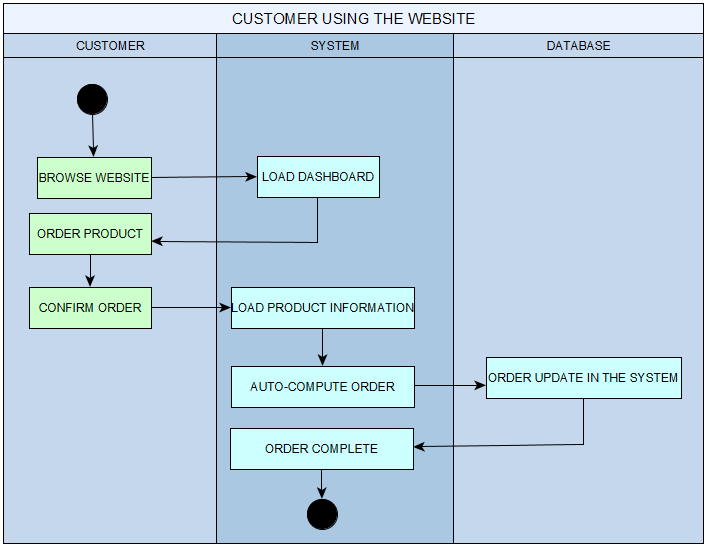 CUSTOMER USING THE WEBSITE
CUSTOMER
SYSTEM
DATABASE
BROWSE WEBSITE
LOAD DASHBOARD
ORDER PRODUCT
CONFIRM ORDER
LOAD PRODUCT INFORMATION
AUTO-COMPUTE ORDER
ORDER UPDATE IN THE SYSTEM
ORDER COMPLETE